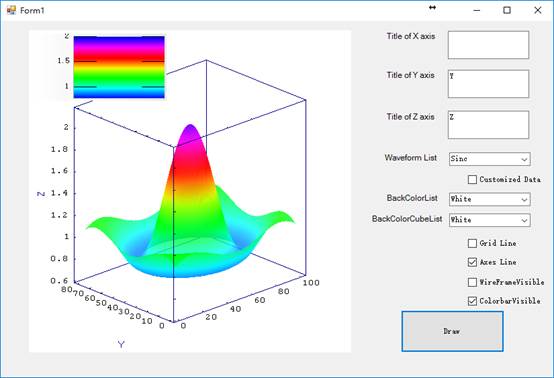 Form1
2
1.5
1
2
1.8
1.6
1.4
1.2
1
0.8
0.6
Z
80
70
60
50
40
30
20
10
0
Y
0
20
40
60
80
100
Title of X axis
Title of Y axis
Y
Title of Z axis
Z
Waveform List
Sinc
Customized Data
BackColorList
White
BackColorCubeList
White
Grid Line
Axes Line
WireFrameVisible
ColorbarVisible
Draw